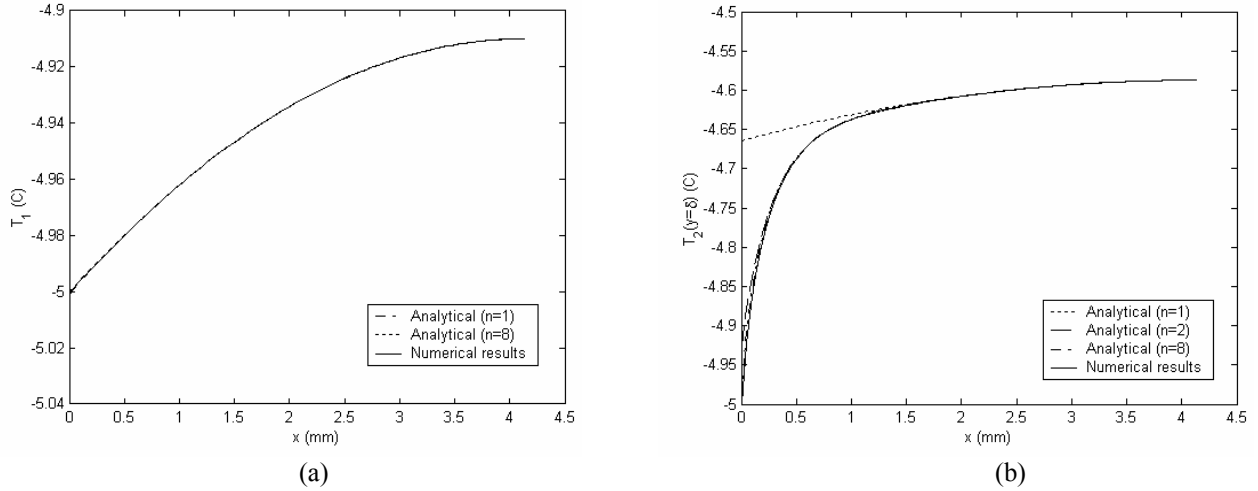 -4.9
-4.92
-4.94
-4.96
-4.98
-5
-5.02
-5.04
T1 (C)
0 0.5 1 1.5 2 2.5 3 3.5 4 4.5
x (mm)
Analytical (n=1)
Analytical (n=8)
Numerical results
(a)
-4.5
-4.55
-4.6
-4.65
-4.7
-4.75
-4.8
-4.85
-4.9
-4.95
-5
T2(y=δ) (C)
0 0.5 1 1.5 2 2.5 3 3.5 4 4.5
x (mm)
Analytical (n=1)
Analytical (n=2)
Analytical (n=8)
Numerical results
(b)